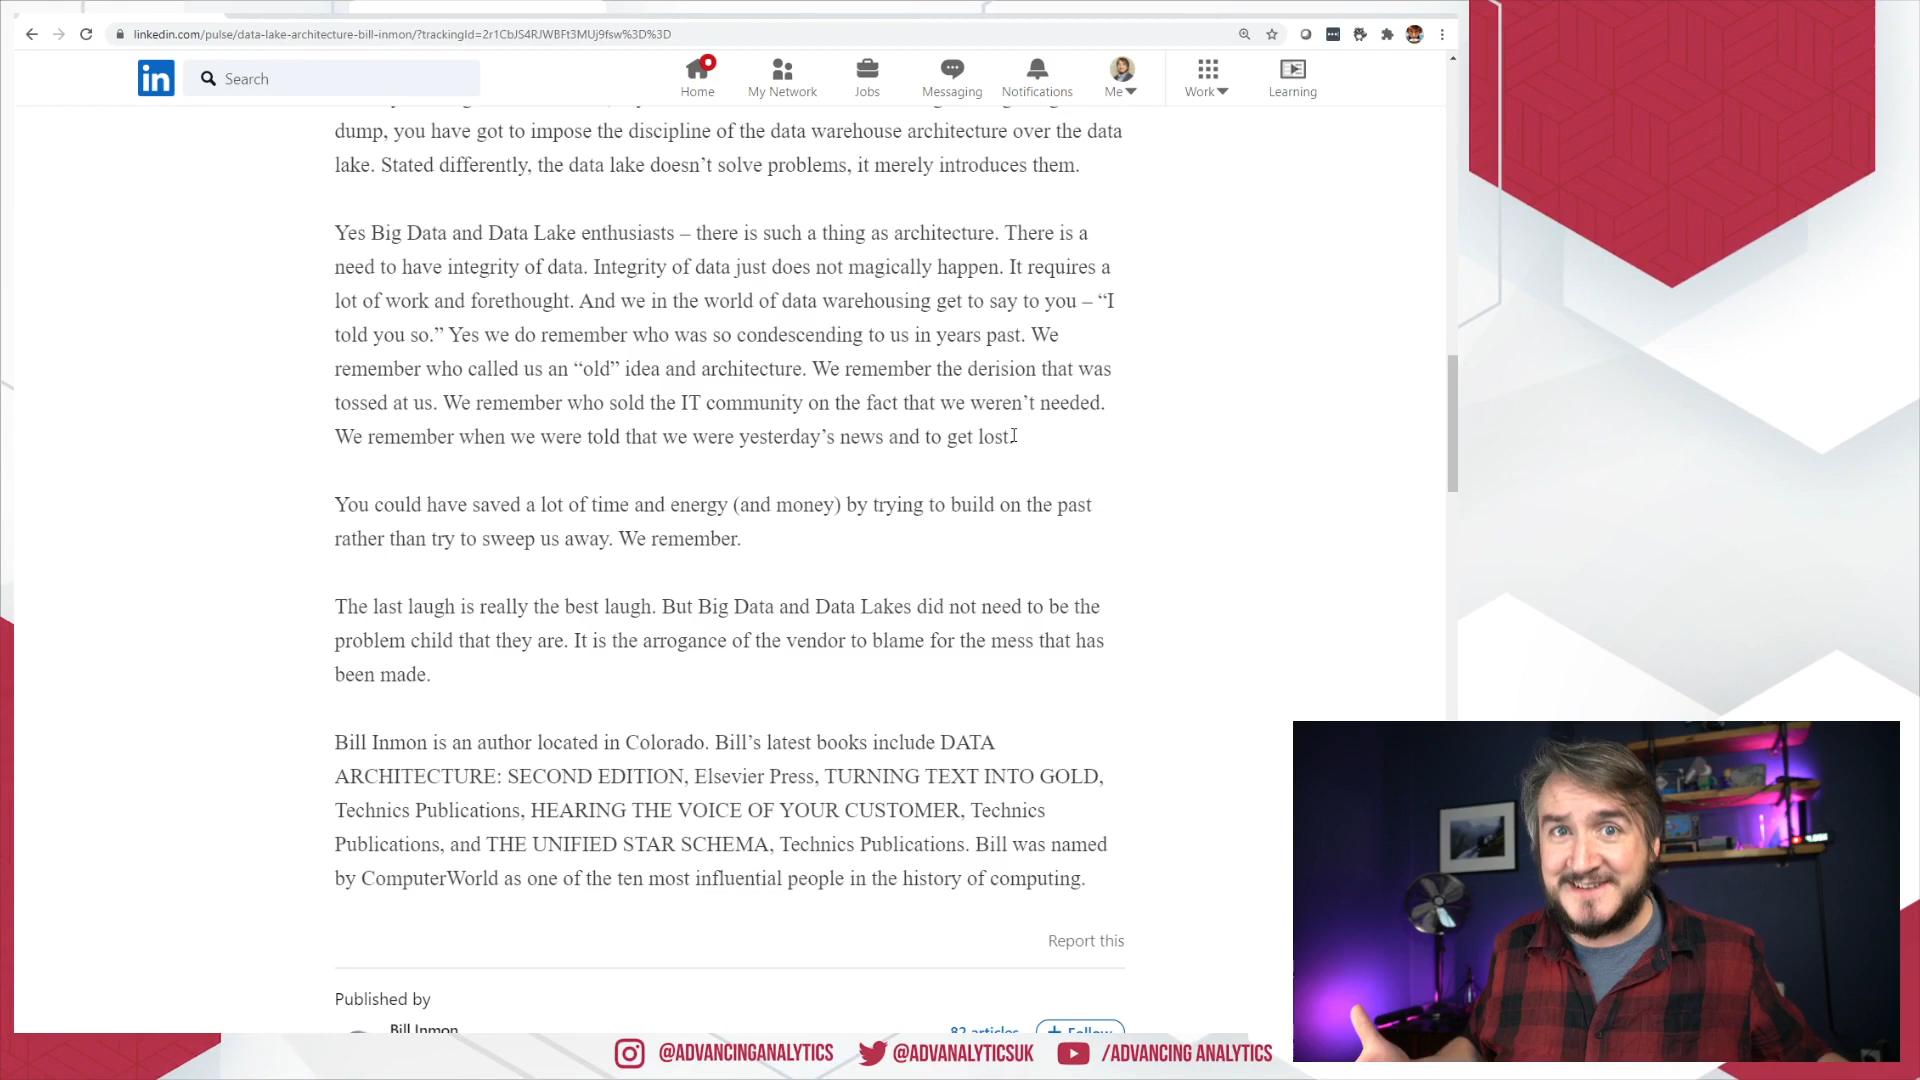 linkedin.com/pulse/data-lake-architecture-bill-inmon/?trackingId=2r1CbJS4RJWBFt3MUj9fsw%3D%3D
in
Search
Home
My Network
Jobs
Messaging
Notifications
Me
Work
Learning
dump, you have got to impose the discipline of the data warehouse architecture over the data
lake. Stated differently, the data lake doesn’t solve problems, it merely introduces them.
Yes Big Data and Data Lake enthusiasts – there is such a thing as architecture. There is a
need to have integrity of data. Integrity of data just does not magically happen. It requires a
lot of work and forethought. And we in the world of data warehousing get to say to you – “I
told you so.” Yes we do remember who was so condescending to us in years past. We
remember who called us an “old” idea and architecture. We remember the derision that was
tossed at us. We remember who sold the IT community on the fact that we weren’t needed.
We remember when we were told that we were yesterday’s news and to get lost.
You could have saved a lot of time and energy (and money) by trying to build on the past
rather than try to sweep us away. We remember.
The last laugh is really the best laugh. But Big Data and Data Lakes did not need to be the
problem child that they are. It is the arrogance of the vendor to blame for the mess that has
been made.
Bill Inmon is an author located in Colorado. Bill’s latest books include DATA
ARCHITECTURE: SECOND EDITION, Elsevier Press, TURNING TEXT INTO GOLD,
Technics Publications, HEARING THE VOICE OF YOUR CUSTOMER, Technics
Publications, and THE UNIFIED STAR SCHEMA, Technics Publications. Bill was named
by ComputerWorld as one of the ten most influential people in the history of computing.
Report this
Published by
Bill Inmon
82 articles
+ Follow
@ADVANCINGANALYTICS
@ADVANALYTICSUK
/ADVANCING ANALYTICS